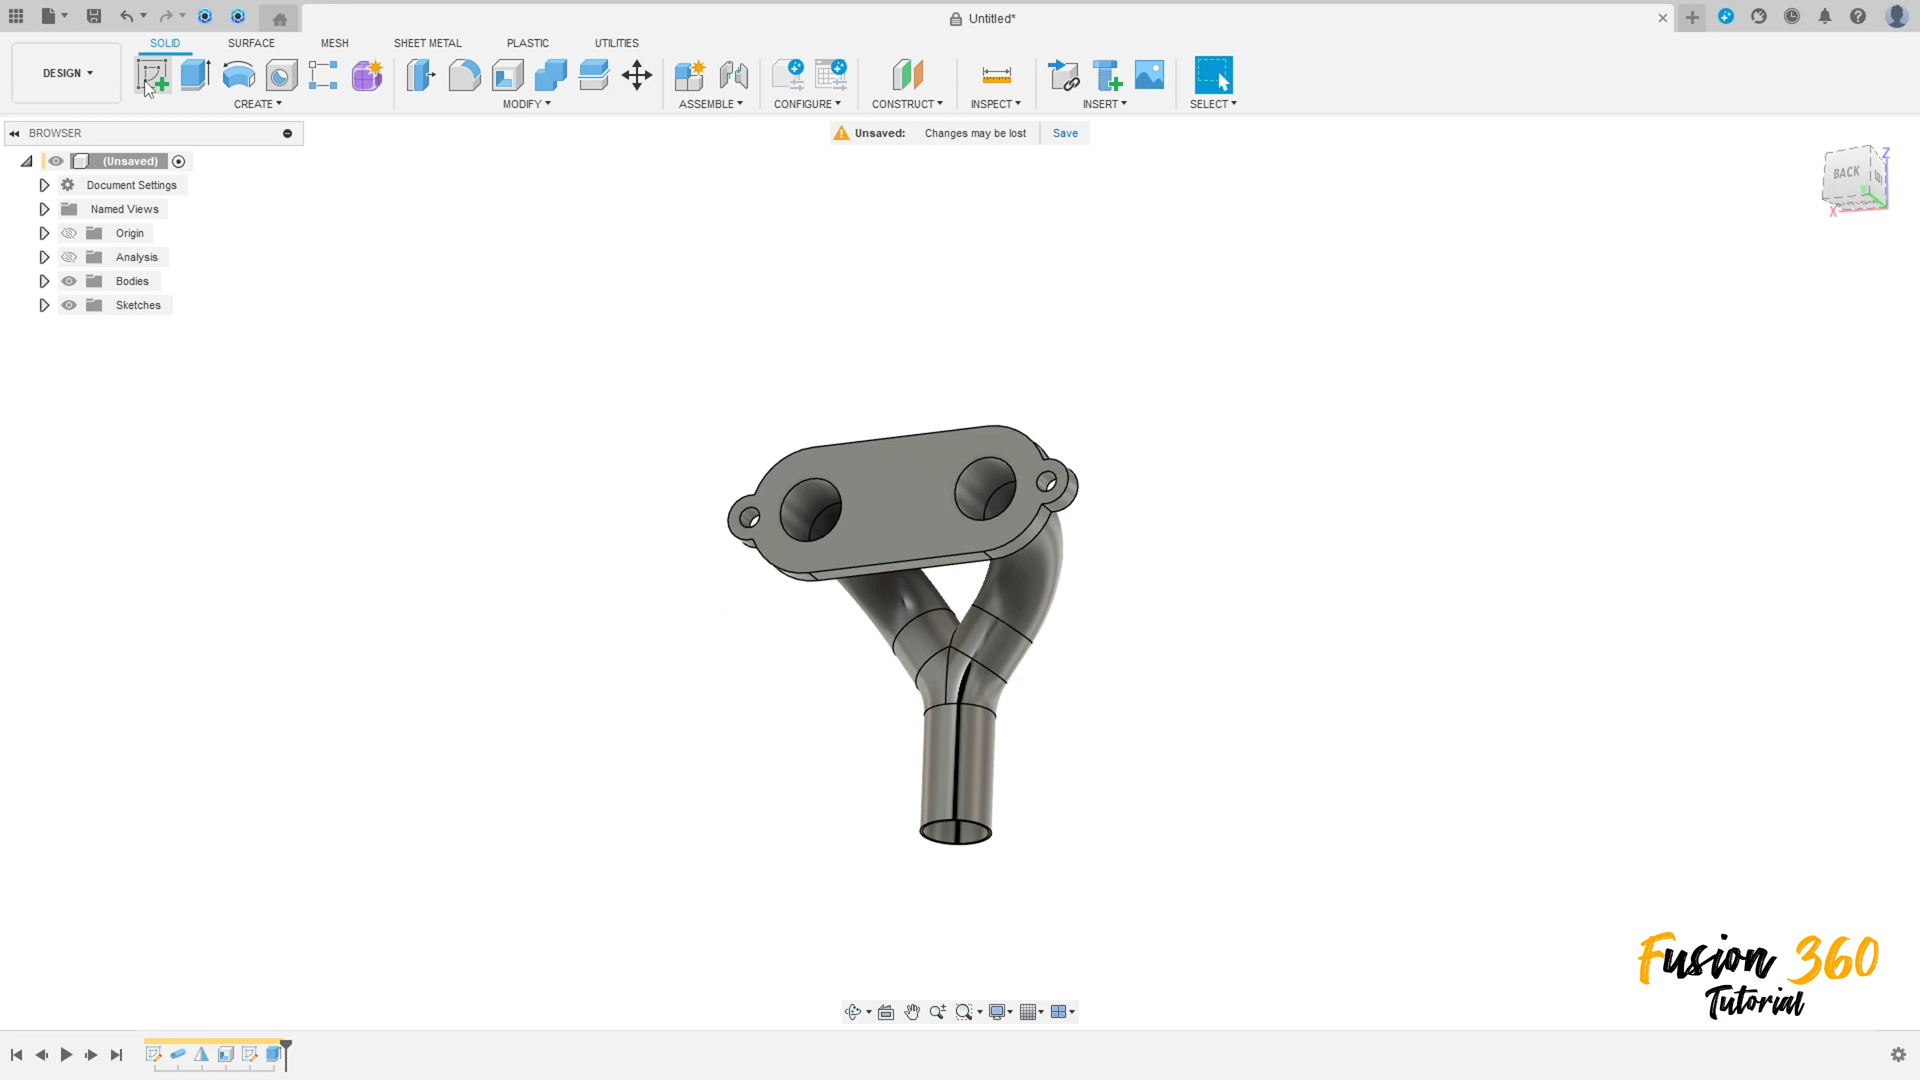 Untitled*
SOLID SURFACE MESH SHEET METAL PLASTIC UTILITIES
DESIGN
CREATE MODIFY ASSEMBLE CONFIGURE CONSTRUCT INSPECT INSERT SELECT
BROWSER
Unsaved: Changes may be lost Save
(Unsaved)
Document Settings
Named Views
Origin
Analysis
Bodies
Sketches
Z
BACK
X
Fusion 360
Tutorial